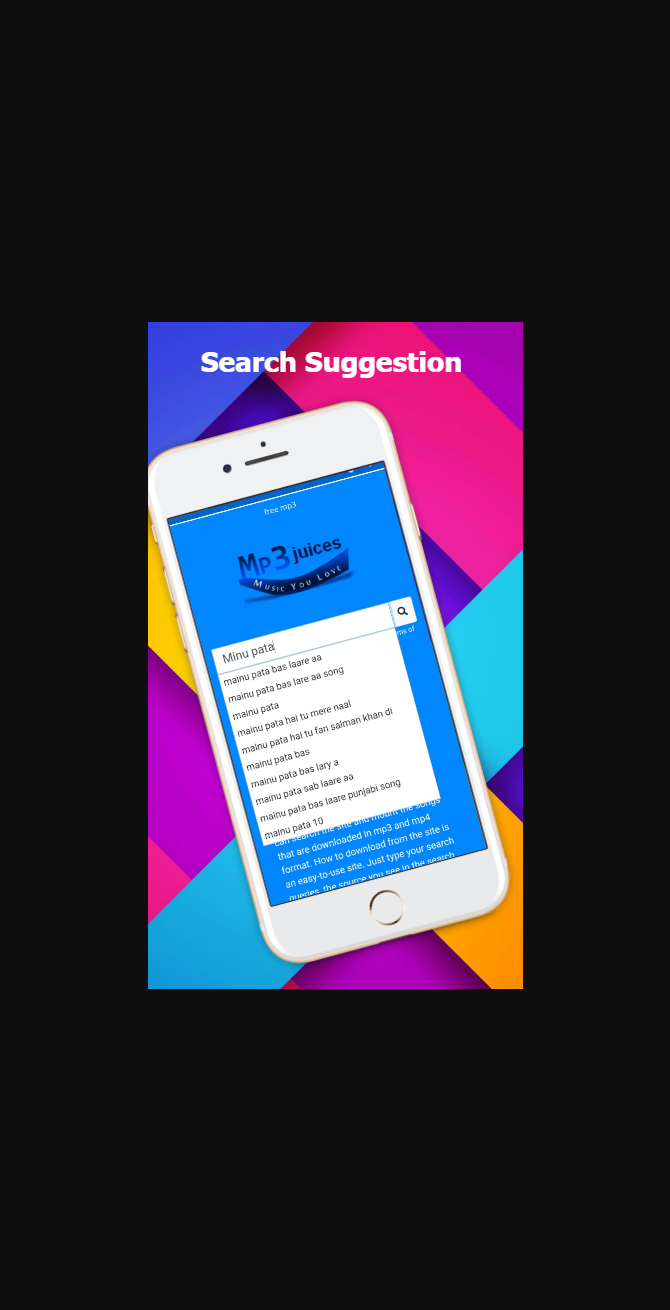 Search Suggestion
free mp3
Mp3juices
Music You Love
Minu pata
ms of
mainu pata bas laare aa
mainu pata bas lare aa song
mainu pata
mainu pata hai tu mere naal
mainu pata hai tu fan salman khan di
mainu pata bas
mainu pata bas lary a
mainu pata sab laare aa
mainu pata bas laare punjabi song
mainu pata 10
can search the site and mount the songs
that are downloaded in mp3 and mp4
format. How to download from the site is
an easy-to-use site. Just type your search
queries, the source you see in the search